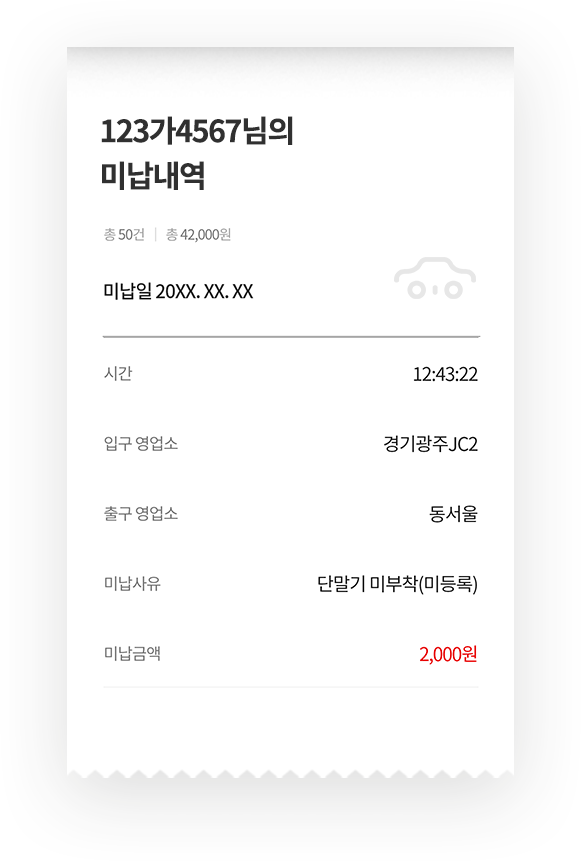 123가4567님의
미납내역
총 50건 | 총 42,000원
미납일 20XX. XX. XX
시간 12:43:22
입구 영업소 경기광주JC2
출구 영업소 동서울
미납사유 단말기 미부착(미등록)
미납금액 2,000원